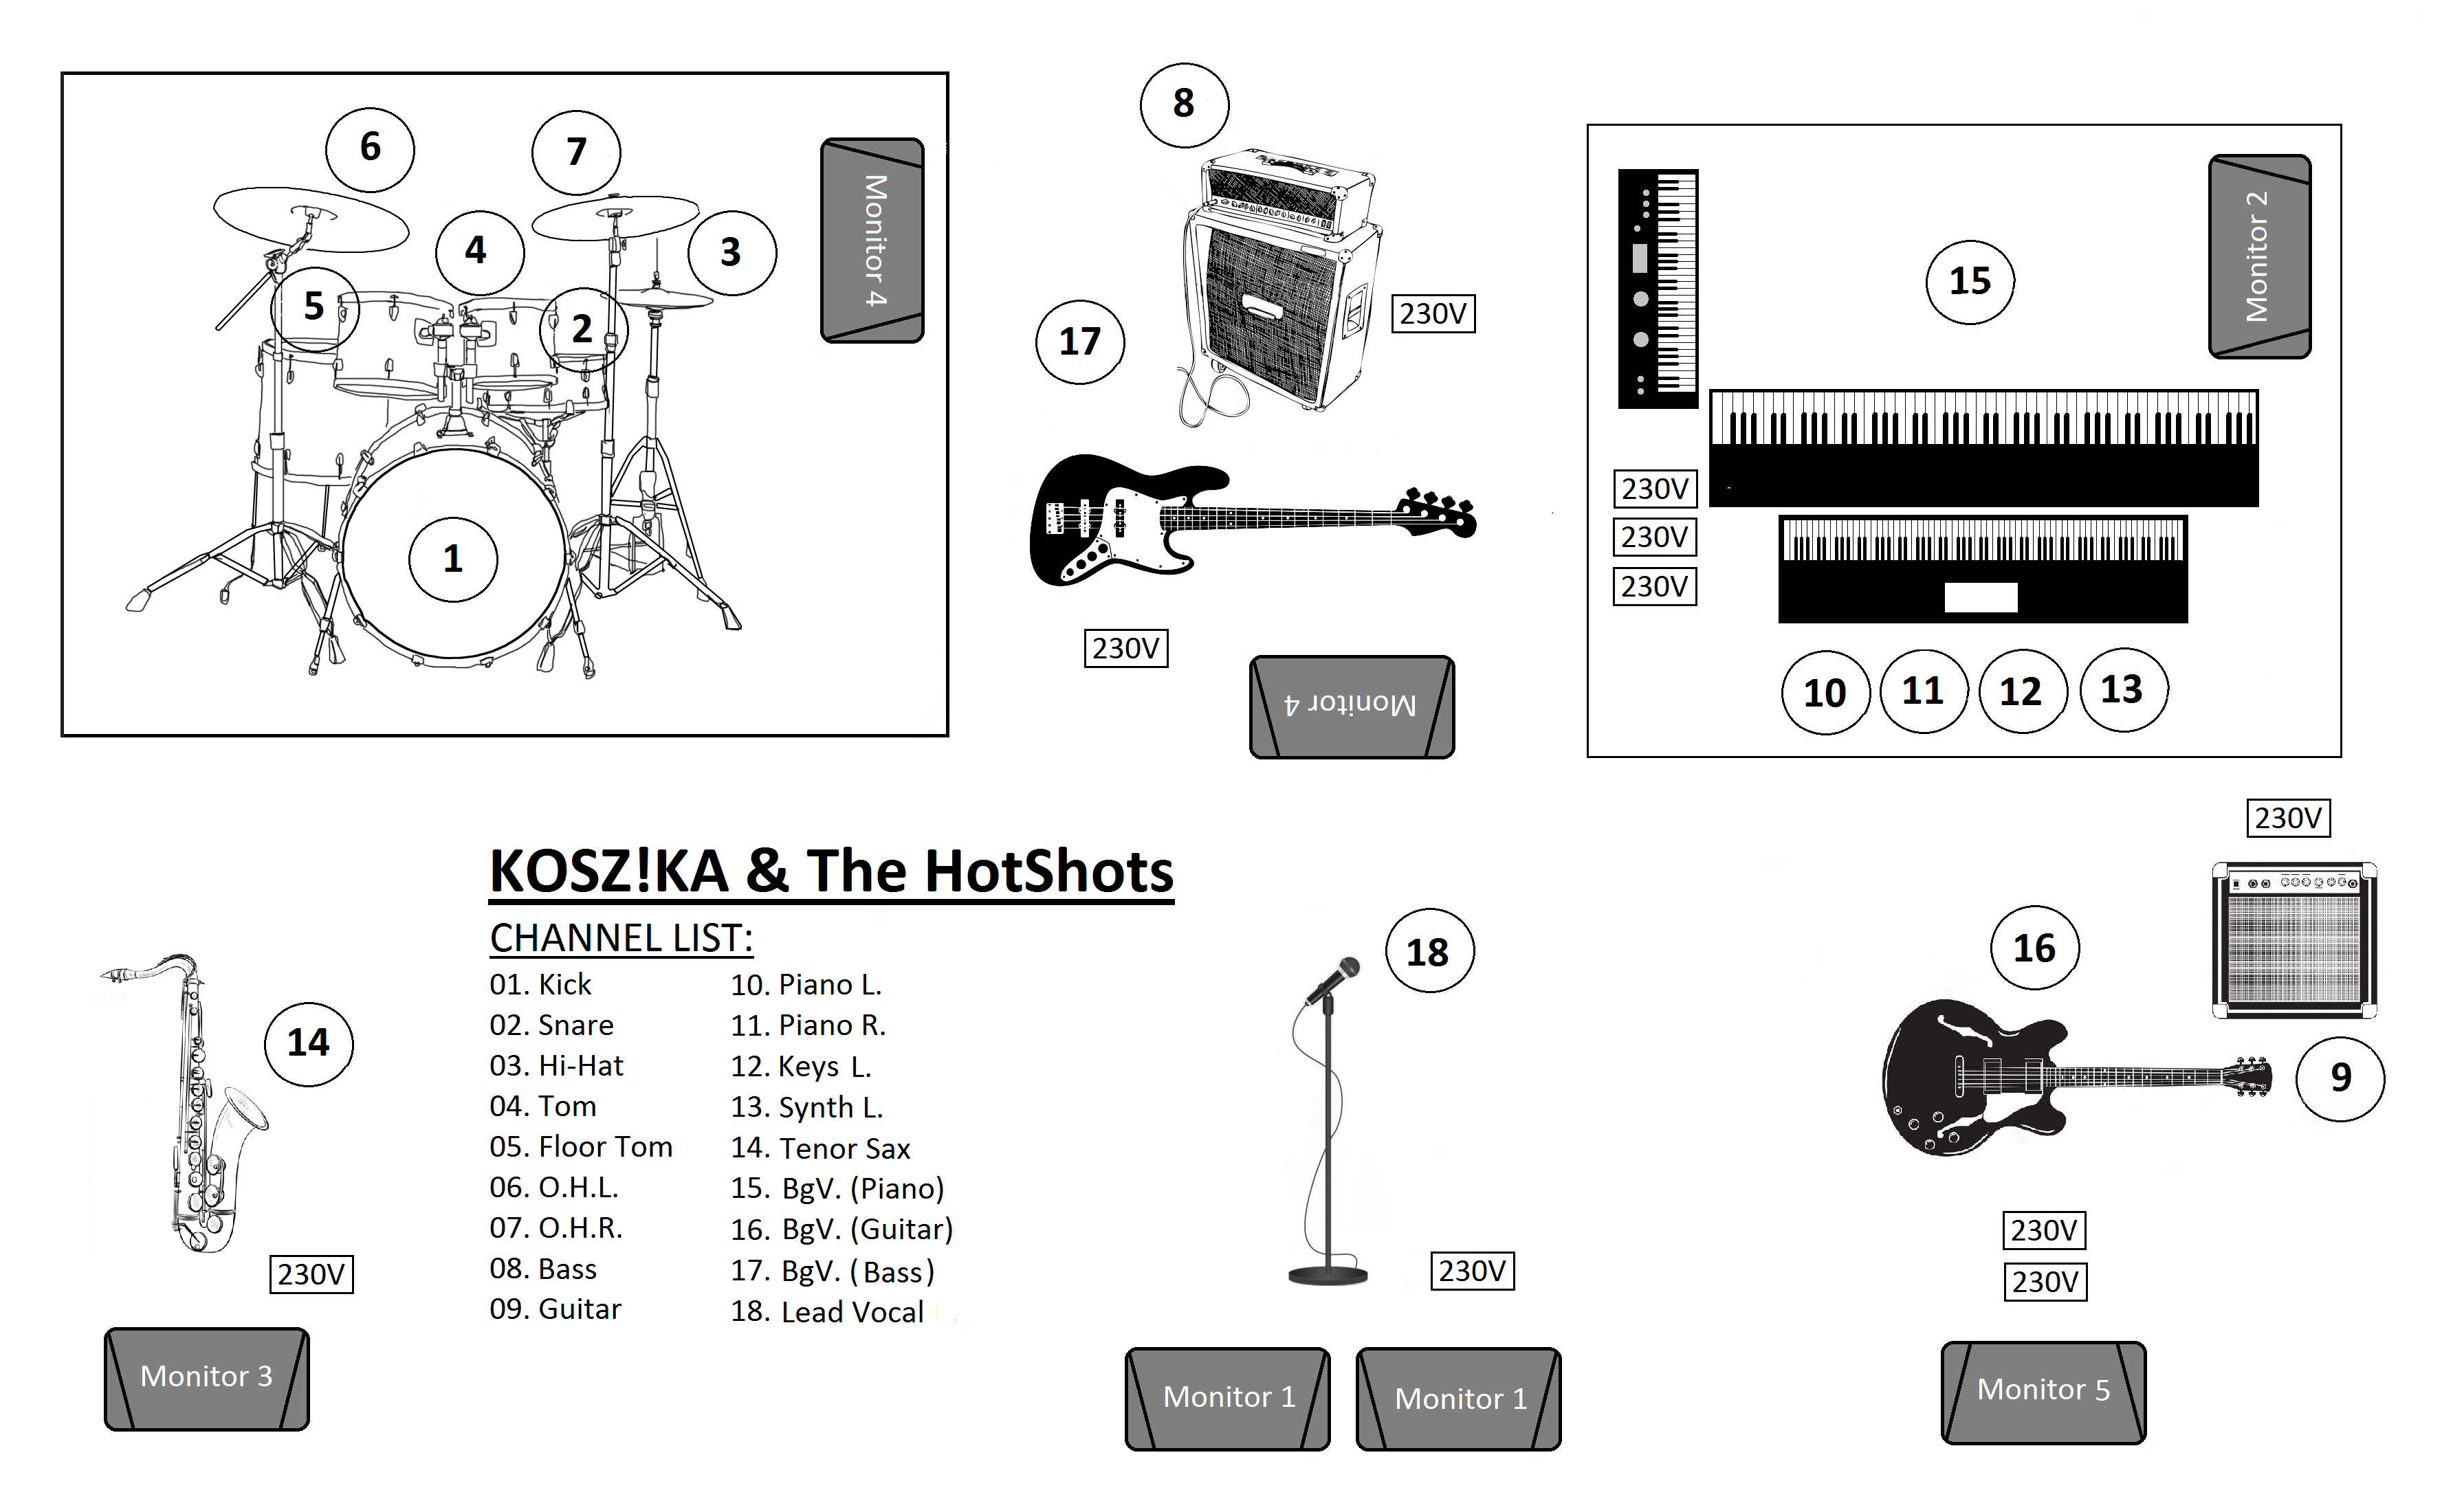 8
6
7
4
3
Monitor 4
5
2
17
230V
15
Monitor 2
1
230V
230V
230V
230V
Monitor 4
10
11
12
13
230V
KOSZ!KA & The HotShots
CHANNEL LIST:
01. Kick
02. Snare
03. Hi-Hat
04. Tom
05. Floor Tom
06. O.H.L.
07. O.H.R.
08. Bass
09. Guitar
10. Piano L.
11. Piano R.
12. Keys L.
13. Synth L.
14. Tenor Sax
15. BgV. (Piano)
16. BgV. (Guitar)
17. BgV. (Bass)
18. Lead Vocal
14
230V
Monitor 3
18
230V
Monitor 1
Monitor 1
16
9
230V
230V
Monitor 5